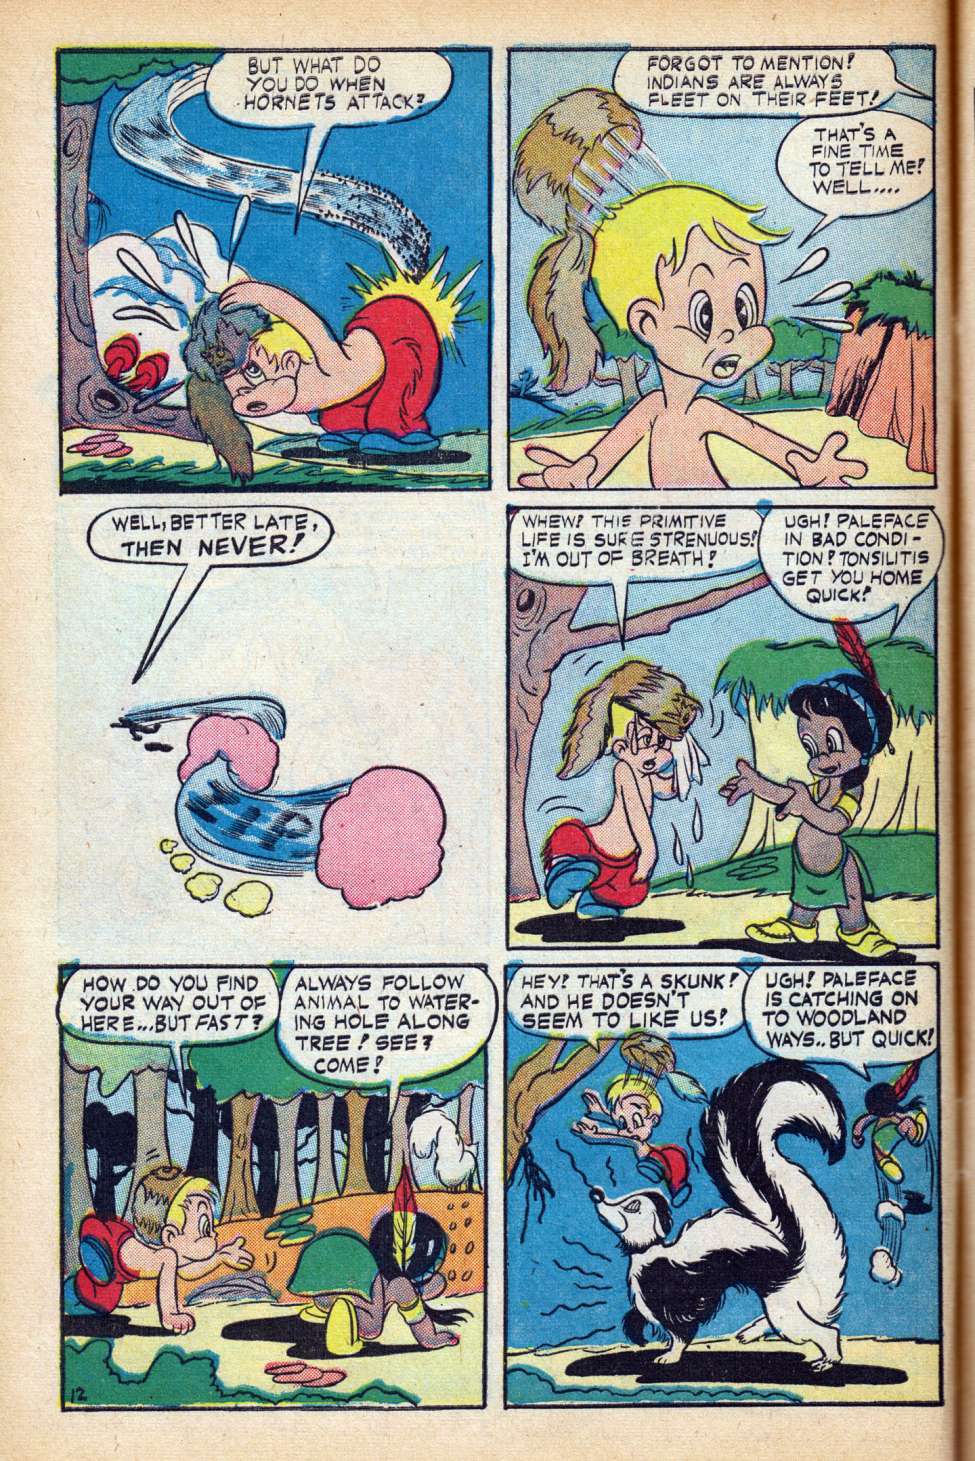 BUT WHAT DO
YOU DO WHEN
HORNETS ATTACK?
FORGOT TO MENTION!
INDIANS ARE ALWAYS
FLEET ON THEIR FEET!
THAT'S A
FINE TIME
TO TELL ME!
WELL....
WELL, BETTER LATE,
THEN NEVER!
ZIP
WHEW! THIS PRIMITIVE
LIFE IS SURE STRENUOUS!
I'M OUT OF BREATH!
UGH! PALEFACE
IN BAD CONDI-
TION! TONSILITIS
GET YOU HOME
QUICK!
HOW DO YOU FIND
YOUR WAY OUT OF
HERE...BUT FAST?
ALWAYS FOLLOW
ANIMAL TO WATER-
ING HOLE ALONG
TREE! SEE?
COME!
12
HEY! THAT'S A SKUNK!
AND HE DOESN'T
SEEM TO LIKE US!
UGH! PALEFACE
IS CATCHING ON
TO WOODLAND
WAYS..BUT QUICK!